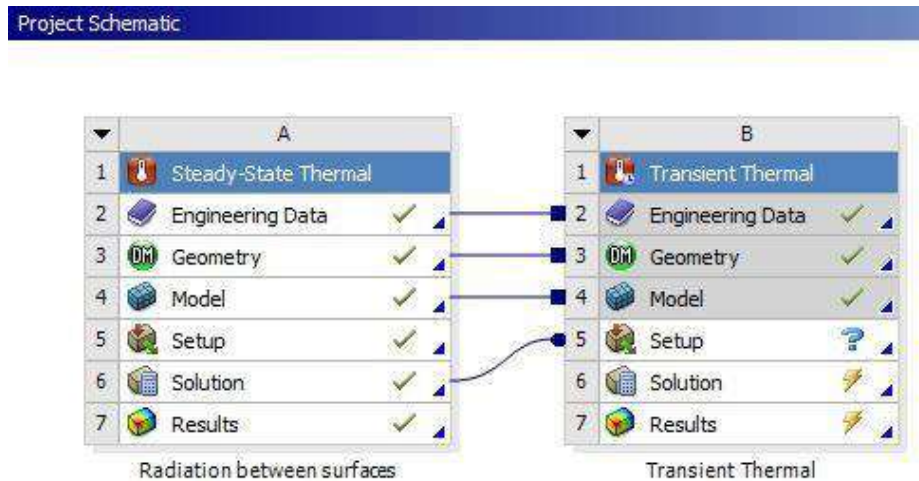 Project Schematic
A
1 Steady-State Thermal
2 Engineering Data
3 DM Geometry
4 Model
5 Setup
6 Solution
7 Results
Radiation between surfaces
B
1 Transient Thermal
2 Engineering Data
3 DM Geometry
4 Model
5 Setup ?
6 Solution
7 Results
Transient Thermal